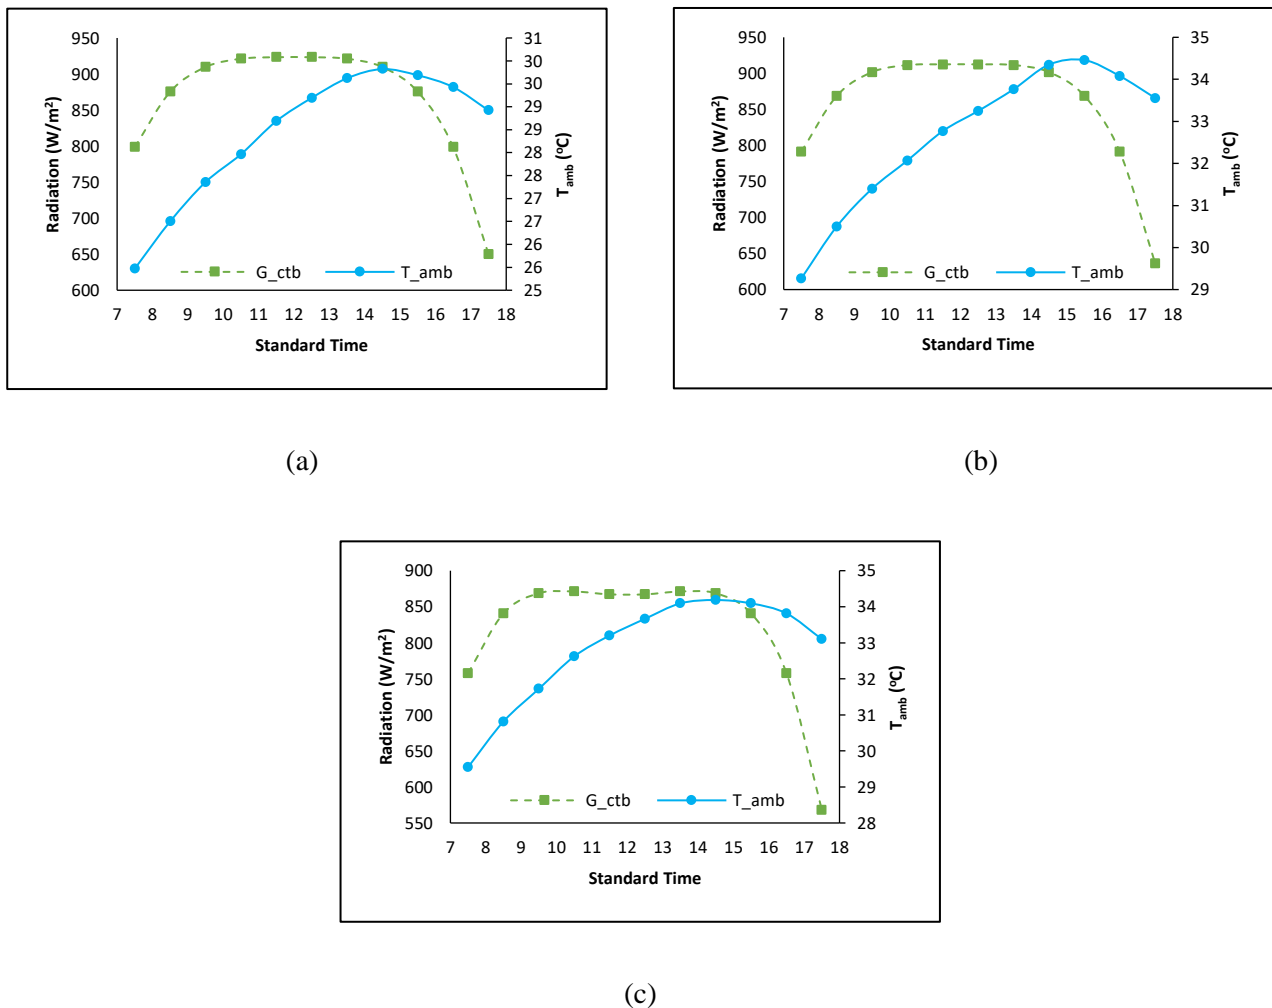 950
900
850
800
750
700
650
600
Radiation (W/m²)
31
30
30
29
29
28
28
27
27
26
26
25
T_amb (°C)
G_ctb T_amb
7 8 9 10 11 12 13 14 15 16 17 18
Standard Time
(a)
950
900
850
800
750
700
650
600
Radiation (W/m²)
35
34
33
32
31
30
29
T_amb (°C)
G_ctb T_amb
7 8 9 10 11 12 13 14 15 16 17 18
Standard Time
(b)
900
850
800
750
700
650
600
550
Radiation (W/m²)
35
34
33
32
31
30
29
28
T_amb (°C)
G_ctb T_amb
7 8 9 10 11 12 13 14 15 16 17 18
Standard Time
(c)